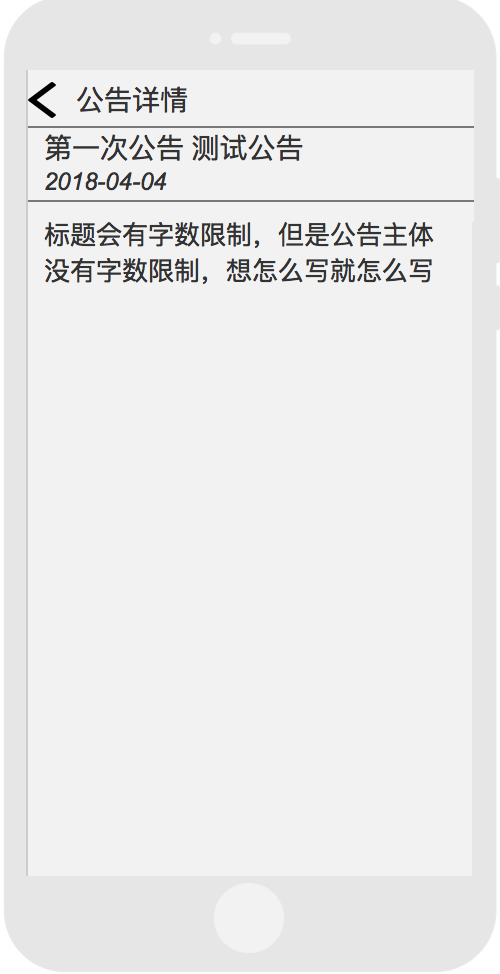 公告详情
第一次公告 测试公告
2018-04-04
标题会有字数限制，但是公告主体
没有字数限制，想怎么写就怎么写